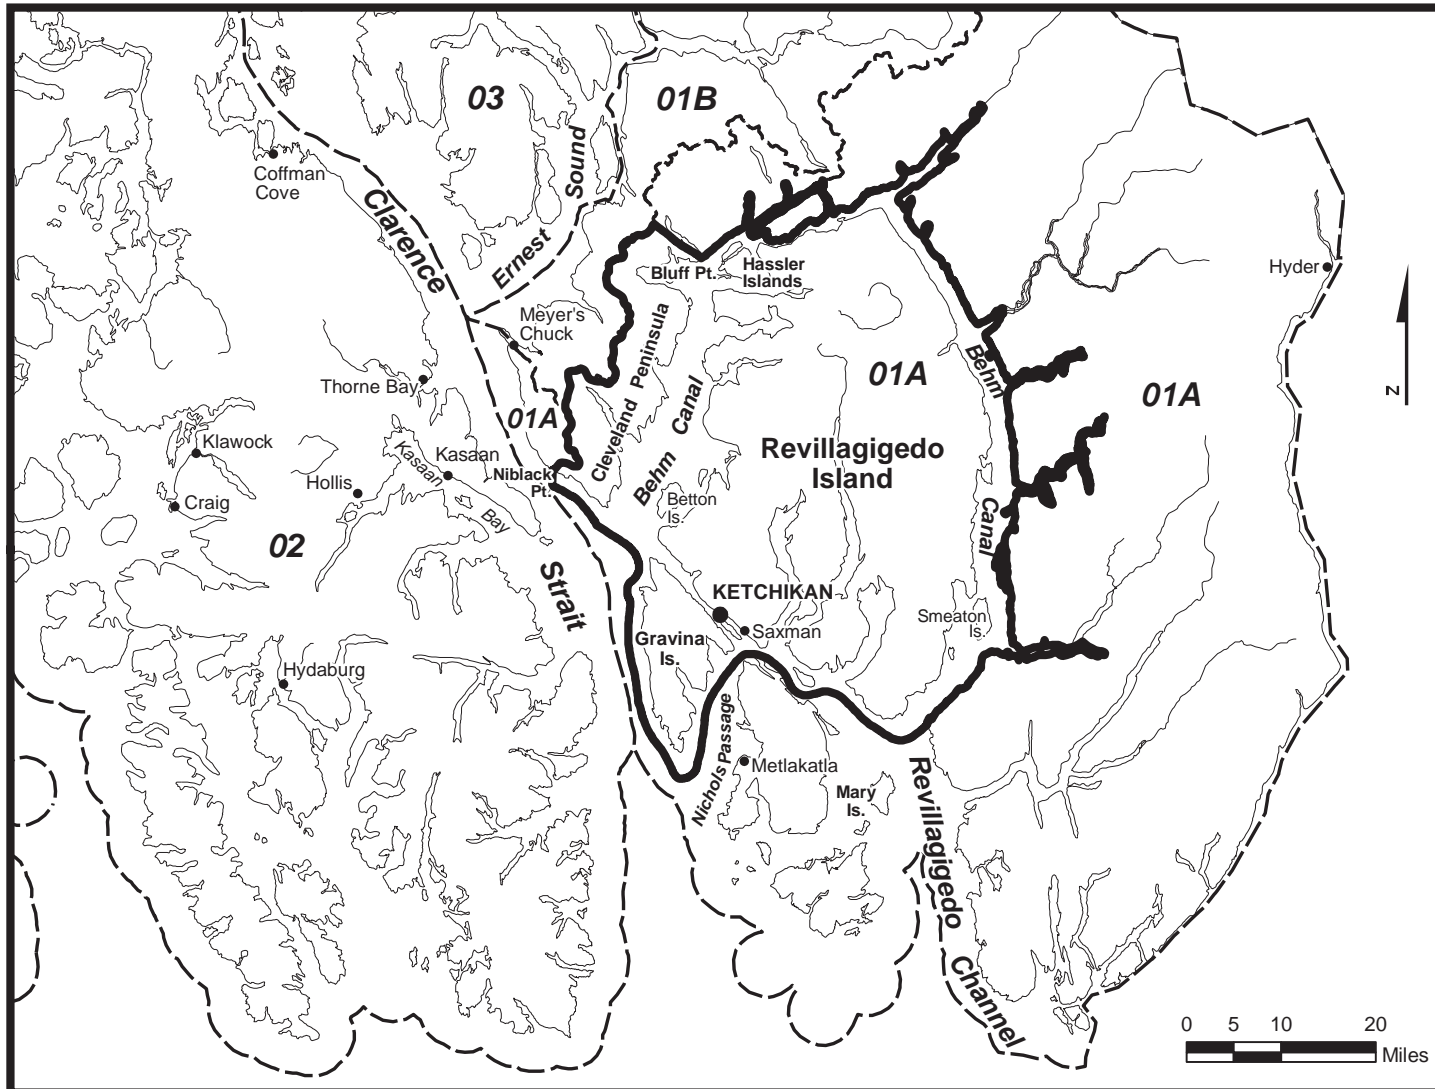 03
01B
Coffman
Cove
Clarence
Ernest
Sound
Bluff Pt.
Hassler
Islands
Hyder
Meyer's
Chuck
Thorne Bay
Cleveland Peninsula
01A
Behm
01A
N
01A
Klawock
Kasaan
Kasaan
Bay
Niblack
Pt.
Behm Canal
Revillagigedo
Island
Hollis
Craig
Betton
Is.
Canal
02
Strait
KETCHIKAN
Saxman
Smeaton
Is.
Gravina
Is.
Hydaburg
Nichols Passage
Metlakatla
Mary
Is.
Revillagigedo
Channel
0 5 10 20
Miles